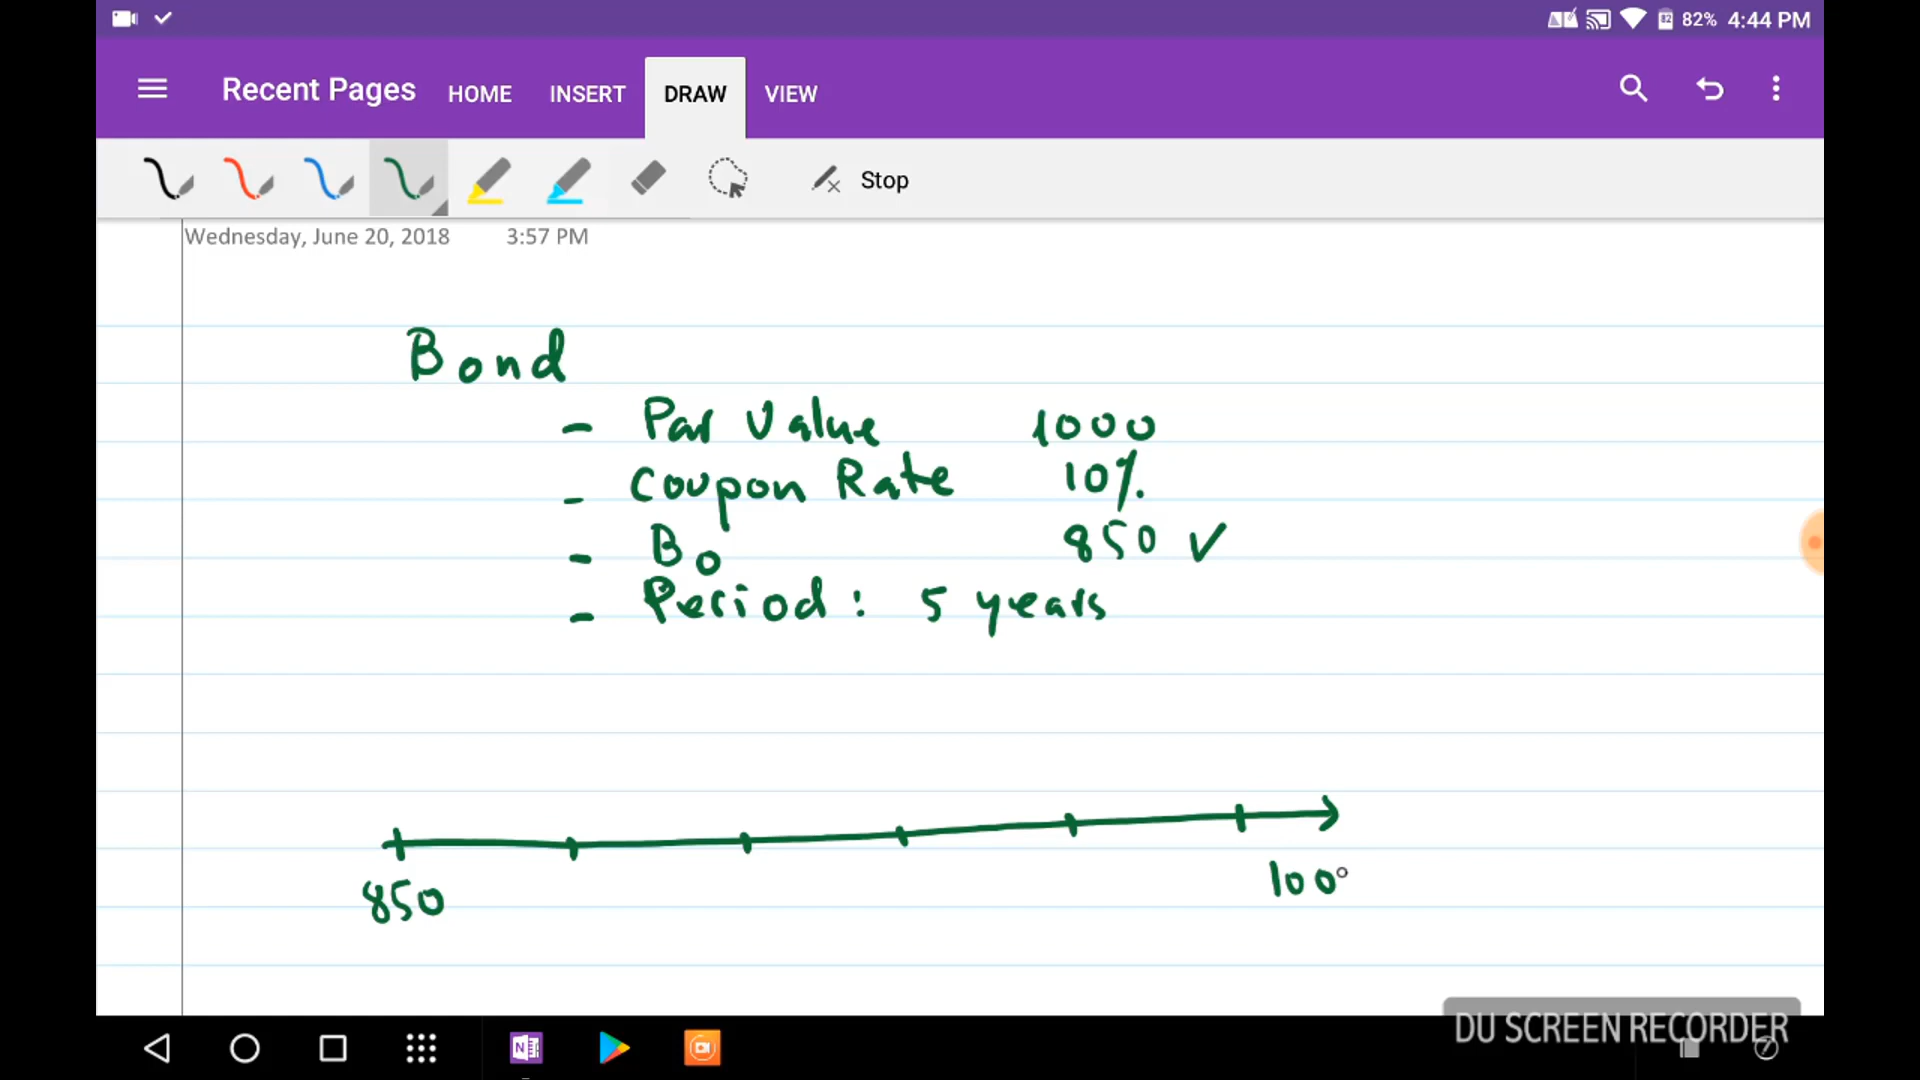 82 82% 4:44 PM
Recent Pages HOME INSERT DRAW VIEW
Stop
Wednesday, June 20, 2018 3:57 PM
Bond
- Par Value 1000
- Coupon Rate 10%
- B0 850 ✓
- Period: 5 years
850 1000
DU SCREEN RECORDER